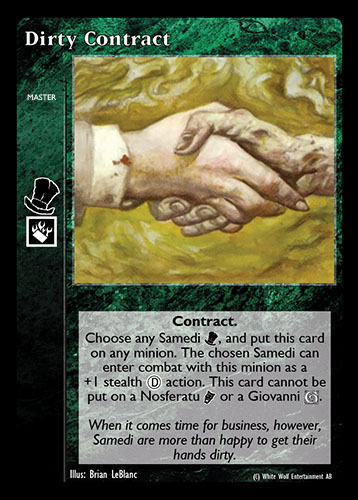 Dirty Contract
MASTER
Contract.
Choose any Samedi , and put this card
on any minion. The chosen Samedi can
enter combat with this minion as a
+1 stealth D action. This card cannot be
put on a Nosferatu or a Giovanni .
When it comes time for business, however,
Samedi are more than happy to get their
hands dirty.
Illus: Brian LeBlanc
(C) White Wolf Entertainment AB